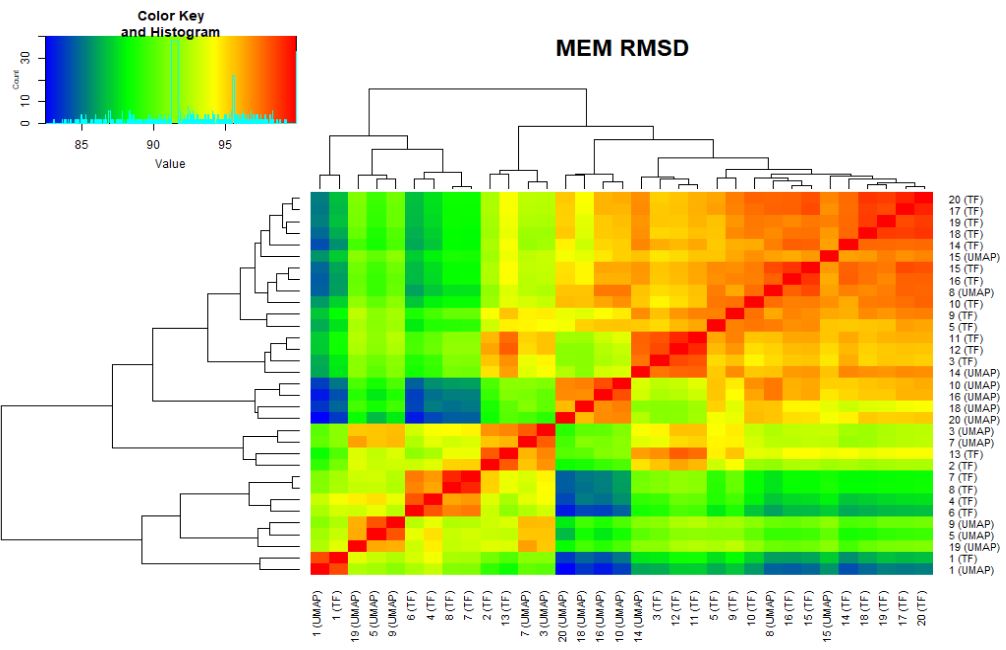 Color Key
and Histogram
MEM RMSD
Count
0 10 30
85 90 95
Value
20 (TF)
17 (TF)
19 (TF)
18 (TF)
14 (TF)
15 (UMAP)
15 (TF)
16 (TF)
8 (UMAP)
10 (TF)
9 (TF)
5 (TF)
11 (TF)
12 (TF)
3 (TF)
14 (UMAP)
10 (UMAP)
16 (UMAP)
18 (UMAP)
20 (UMAP)
3 (UMAP)
7 (UMAP)
13 (TF)
2 (TF)
7 (TF)
8 (TF)
4 (TF)
6 (TF)
9 (UMAP)
5 (UMAP)
19 (UMAP)
1 (TF)
1 (UMAP)
1 (UMAP)
1 (TF)
19 (UMAP)
5 (UMAP)
9 (UMAP)
6 (TF)
4 (TF)
8 (TF)
7 (TF)
2 (TF)
13 (TF)
7 (UMAP)
3 (UMAP)
20 (UMAP)
18 (UMAP)
16 (UMAP)
10 (UMAP)
14 (UMAP)
3 (TF)
12 (TF)
11 (TF)
5 (TF)
9 (TF)
10 (TF)
8 (UMAP)
16 (TF)
15 (TF)
15 (UMAP)
14 (TF)
18 (TF)
19 (TF)
17 (TF)
20 (TF)